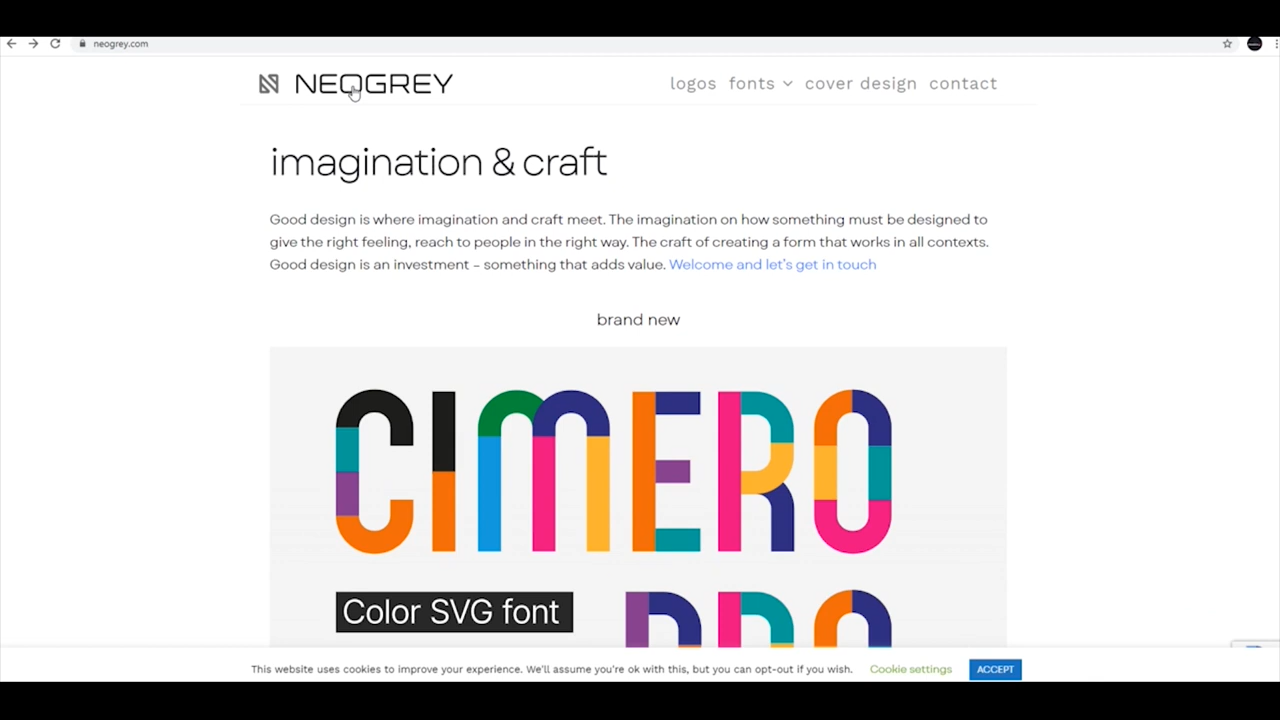 neogrey.com
NEOGREY
logos fonts cover design contact
imagination & craft
Good design is where imagination and craft meet. The imagination on how something must be designed to
give the right feeling, reach to people in the right way. The craft of creating a form that works in all contexts.
Good design is an investment – something that adds value. Welcome and let's get in touch
brand new
CIMERO
Color SVG font
PRO
This website uses cookies to improve your experience. We'll assume you're ok with this, but you can opt-out if you wish. Cookie settings ACCEPT